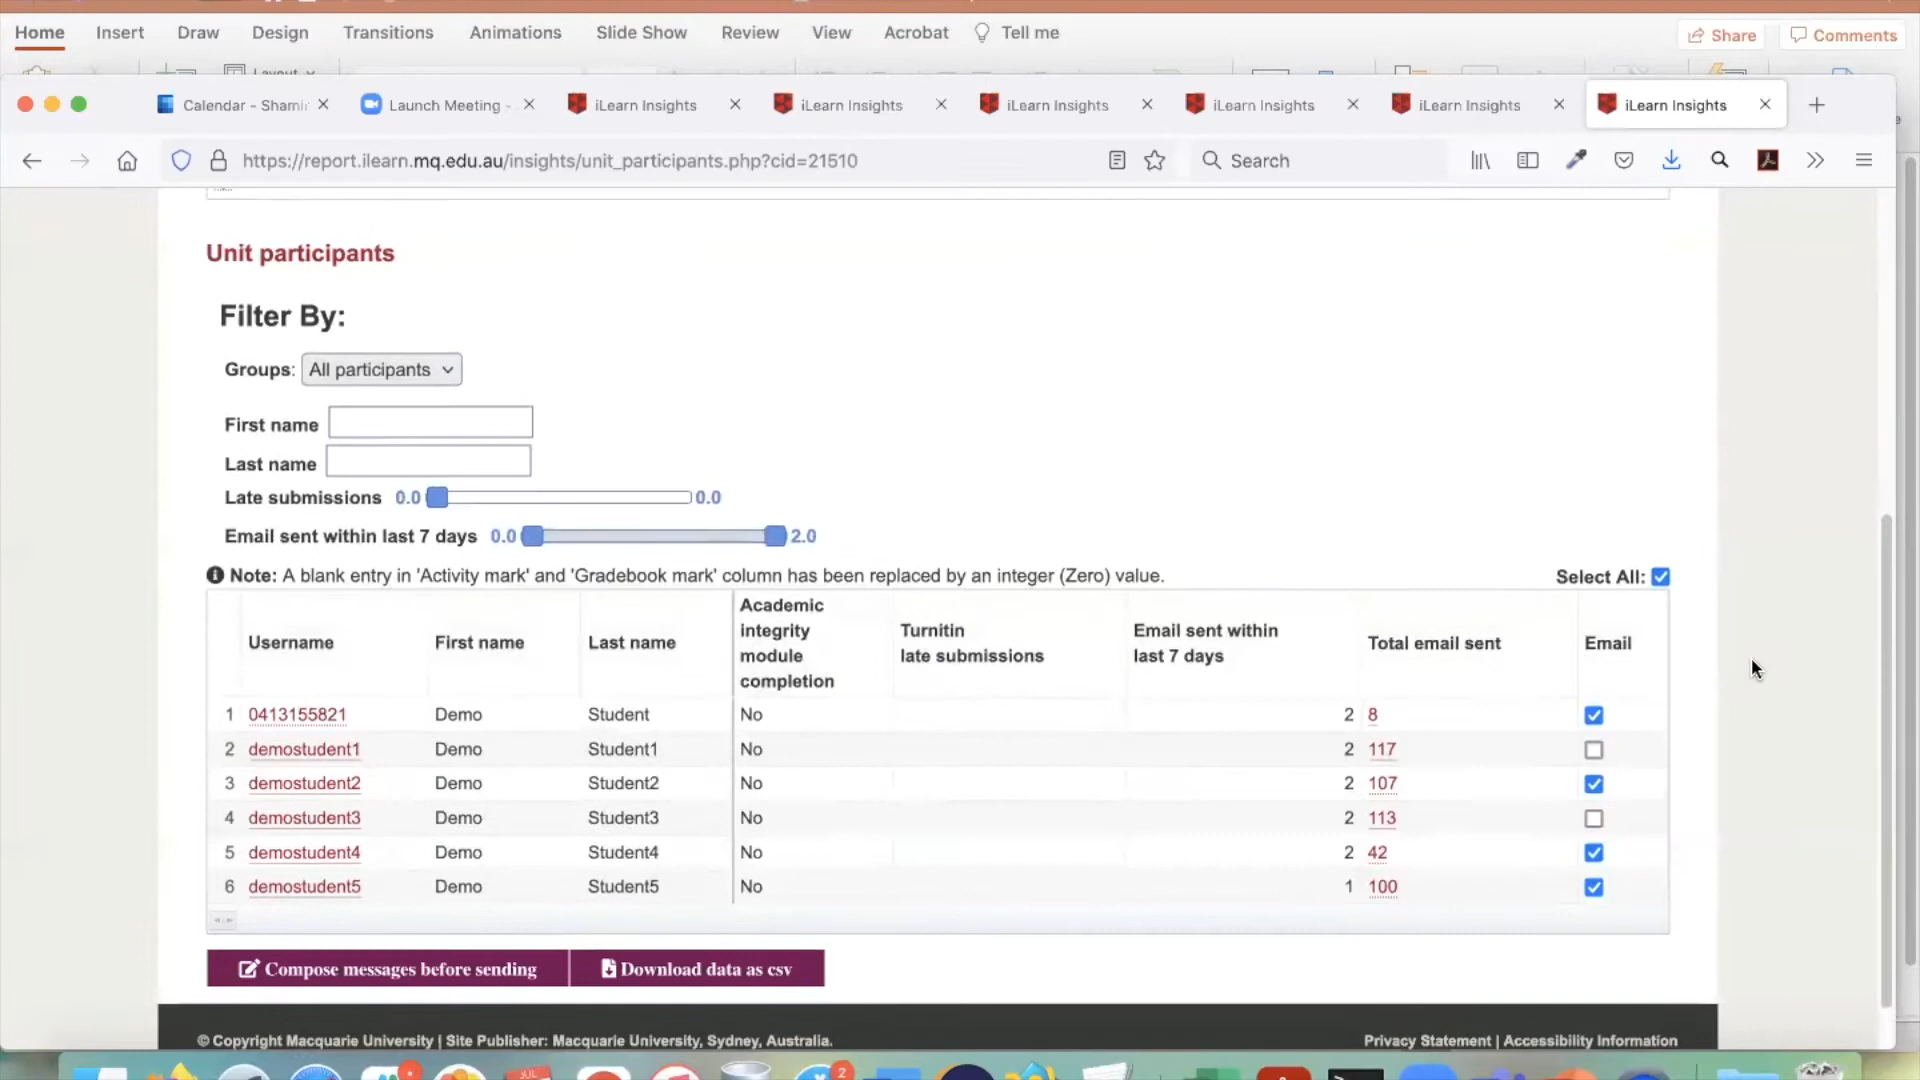 Home Insert Draw Design Transitions Animations Slide Show Review View Acrobat Tell me Share Comments
Layout
Calendar - Shami Launch Meeting - iLearn Insights iLearn Insights iLearn Insights iLearn Insights iLearn Insights iLearn Insights
https://report.ilearn.mq.edu.au/insights/unit_participants.php?cid=21510 Search
Unit participants
Filter By:
Groups: All participants
First name
Last name
Late submissions 0.0 0.0
Email sent within last 7 days 0.0 2.0
Note: A blank entry in 'Activity mark' and 'Gradebook mark' column has been replaced by an integer (Zero) value. Select All:
Username First name Last name Academic integrity module completion Turnitin late submissions Email sent within last 7 days Total email sent Email
1 0413155821 Demo Student No 2 8
2 demostudent1 Demo Student1 No 2 117
3 demostudent2 Demo Student2 No 2 107
4 demostudent3 Demo Student3 No 2 113
5 demostudent4 Demo Student4 No 2 42
6 demostudent5 Demo Student5 No 1 100
Compose messages before sending Download data as csv
© Copyright Macquarie University | Site Publisher: Macquarie University, Sydney, Australia. Privacy Statement | Accessibility Information
JUL 2